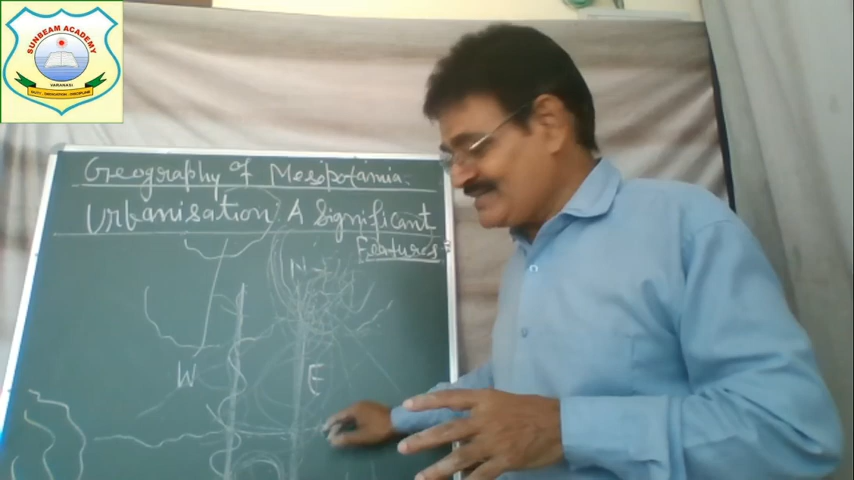 SUNBEAM ACADEMY
VARANASI
Geography of Mesopotamia.
Urbanisation A Significant
Features
N
W
E